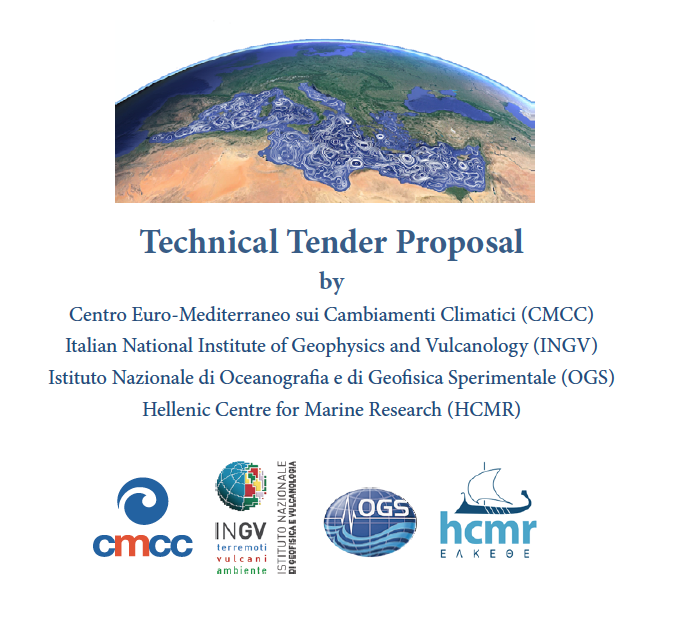 Technical Tender Proposal
by
Centro Euro-Mediterraneo sui Cambiamenti Climatici (CMCC)
Italian National Institute of Geophysics and Vulcanology (INGV)
Istituto Nazionale di Oceanografia e di Geofisica Sperimentale (OGS)
Hellenic Centre for Marine Research (HCMR)
cmcc
INGV
terremoti
vulcani
ambiente
ISTITUTO NAZIONALE
DI GEOFISICA E VULCANOLOGIA
OGS
hcmr
ΕΛΚΕΘΕ